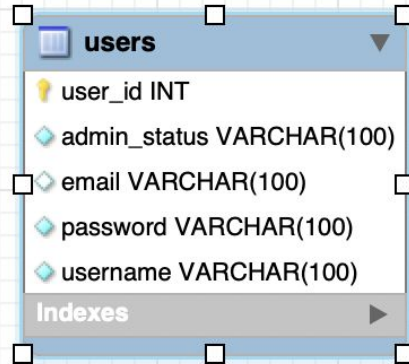 users
user_id INT
admin_status VARCHAR(100)
email VARCHAR(100)
password VARCHAR(100)
username VARCHAR(100)
Indexes